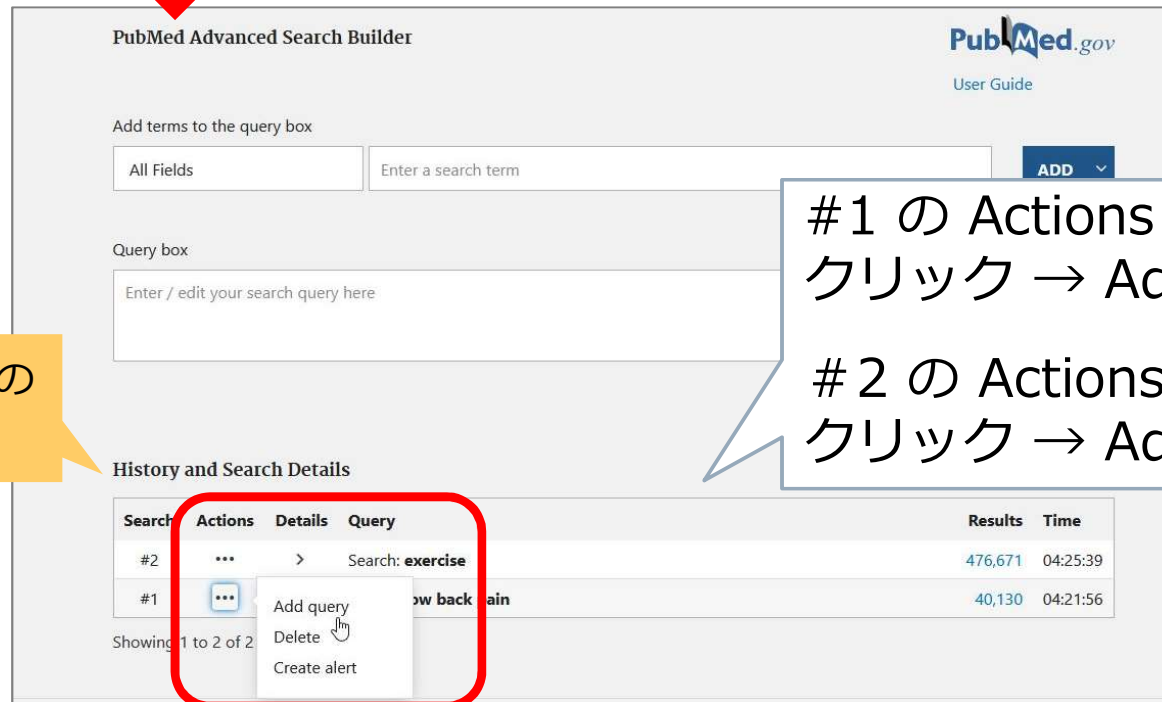 PubMed Advanced Search Builder
PubMed.gov
User Guide
Add terms to the query box
All Fields
Enter a search term
ADD
Query box
Enter / edit your search query here
#1 の Actions
クリック →
#2 の Actions
クリック →
の
History and Search Details
Search Actions Details Query Results Time
#2 ... > Search: exercise 476,671 04:25:39
#1 ... back pain 40,130 04:21:56
Add query
Delete
Create alert
Showing 1 to 2 of 2